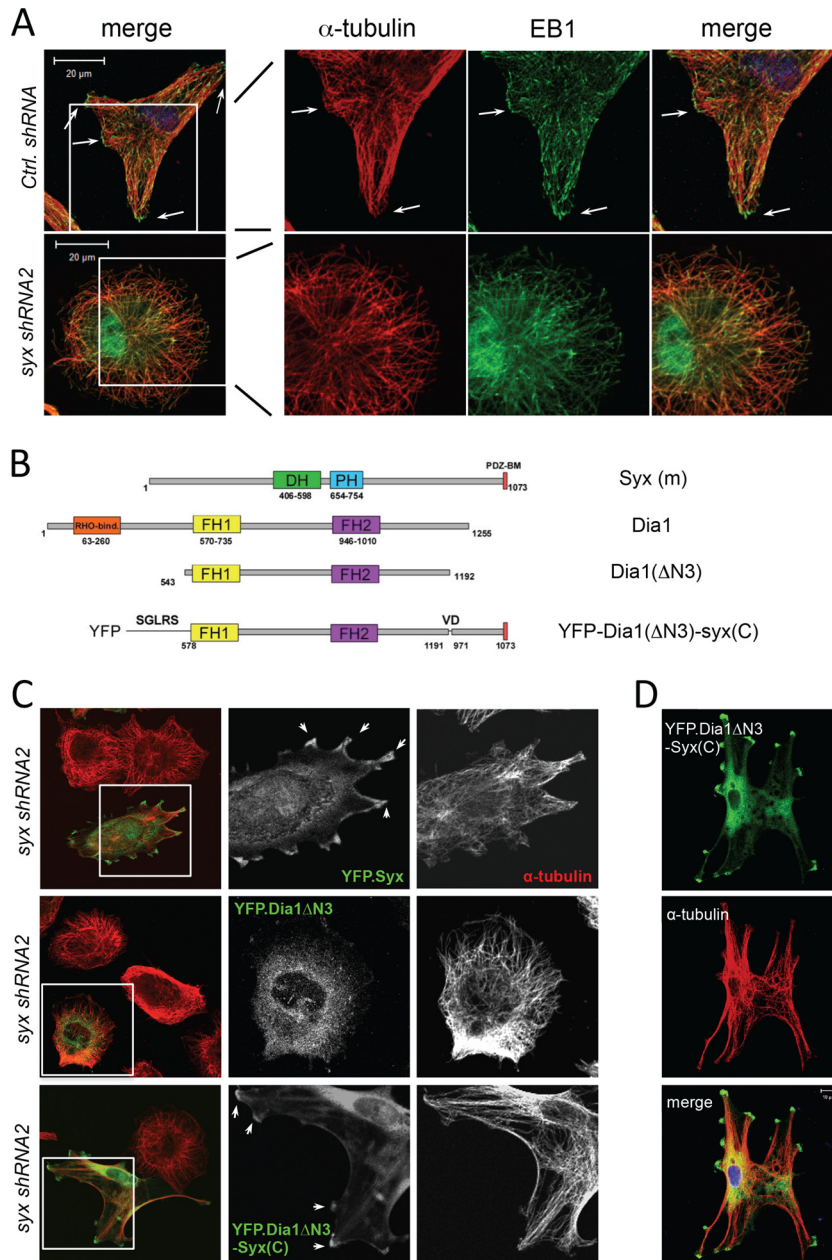 A
merge
α-tubulin
EB1
merge
Ctrl. shRNA
20 µm
syx shRNA2
20 µm
B
DH
PH
PDZ-BM
1
406-598
654-754
1073
Syx (m)
RHO-bind.
FH1
FH2
1
63-260
570-735
946-1010
1255
Dia1
FH1
FH2
543
1192
Dia1(ΔN3)
YFP
SGLRS
FH1
FH2
VD
578
1191
971
1073
YFP-Dia1(ΔN3)-syx(C)
C
syx shRNA2
YFP.Syx
α-tubulin
syx shRNA2
YFP.Dia1ΔN3
syx shRNA2
YFP.Dia1ΔN3
-Syx(C)
D
YFP.Dia1ΔN3
-Syx(C)
α-tubulin
merge